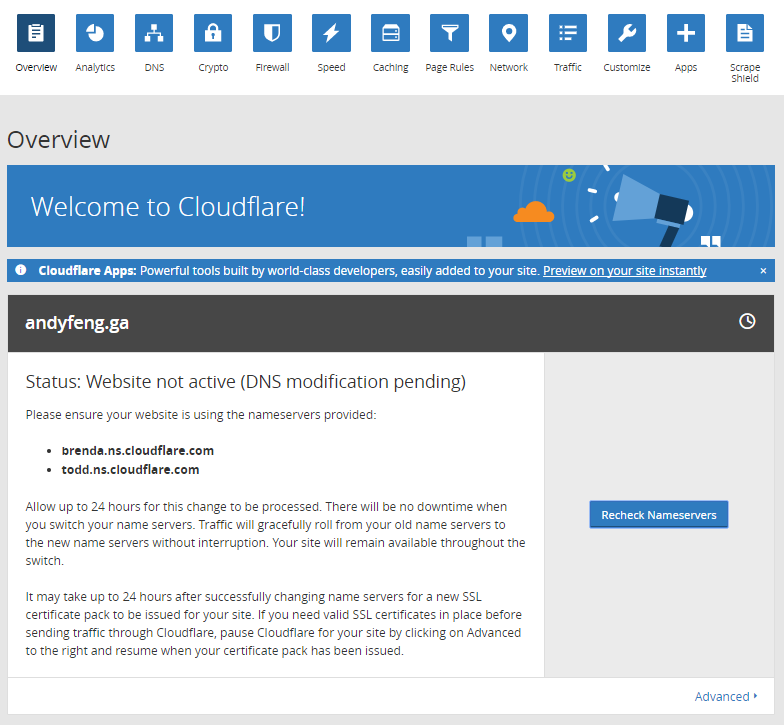 Overview
Analytics
DNS
Crypto
Firewall
Speed
Caching
Page Rules
Network
Traffic
Customize
Apps
Scrape
Shield
Overview
Welcome to Cloudflare!
Cloudflare Apps: Powerful tools built by world-class developers, easily added to your site. Preview on your site instantly ×
andyfeng.ga
Status: Website not active (DNS modification pending)
Please ensure your website is using the nameservers provided:
• brenda.ns.cloudflare.com
• todd.ns.cloudflare.com
Allow up to 24 hours for this change to be processed. There will be no downtime when
you switch your name servers. Traffic will gracefully roll from your old name servers to
the new name servers without interruption. Your site will remain available throughout the
switch.
It may take up to 24 hours after successfully changing name servers for a new SSL
certificate pack to be issued for your site. If you need valid SSL certificates in place before
sending traffic through Cloudflare, pause Cloudflare for your site by clicking on Advanced
to the right and resume when your certificate pack has been issued.
Recheck Nameservers
Advanced